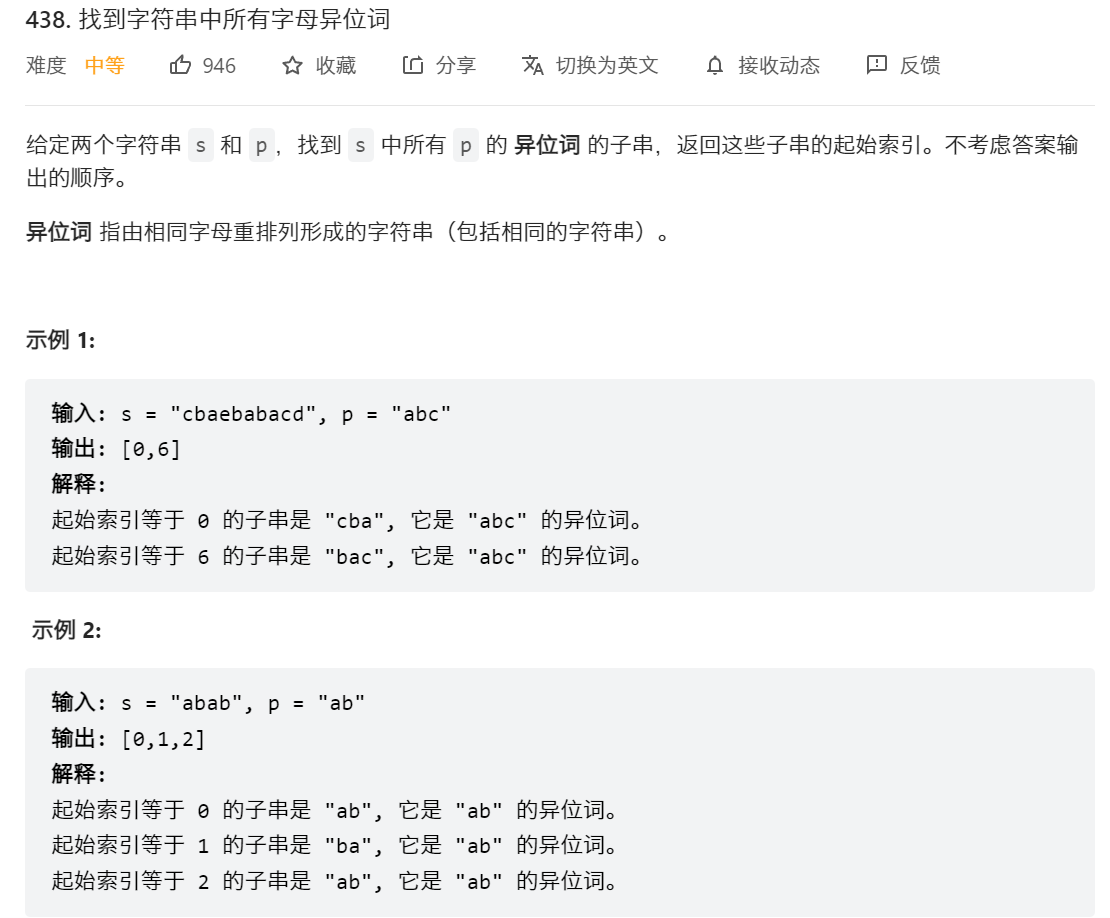 438. 找到字符串中所有字母异位词
难度 中等 946 收藏 分享 切换为英文 接收动态 反馈
给定两个字符串 s 和 p，找到 s 中所有 p 的 异位词 的子串，返回这些子串的起始索引。不考虑答案输
出的顺序。
异位词 指由相同字母重排列形成的字符串（包括相同的字符串）。
示例 1:
输入: s = "cbaebabacd", p = "abc"
输出: [0,6]
解释:
起始索引等于 0 的子串是 "cba", 它是 "abc" 的异位词。
起始索引等于 6 的子串是 "bac", 它是 "abc" 的异位词。
示例 2:
输入: s = "abab", p = "ab"
输出: [0,1,2]
解释:
起始索引等于 0 的子串是 "ab", 它是 "ab" 的异位词。
起始索引等于 1 的子串是 "ba", 它是 "ab" 的异位词。
起始索引等于 2 的子串是 "ab", 它是 "ab" 的异位词。